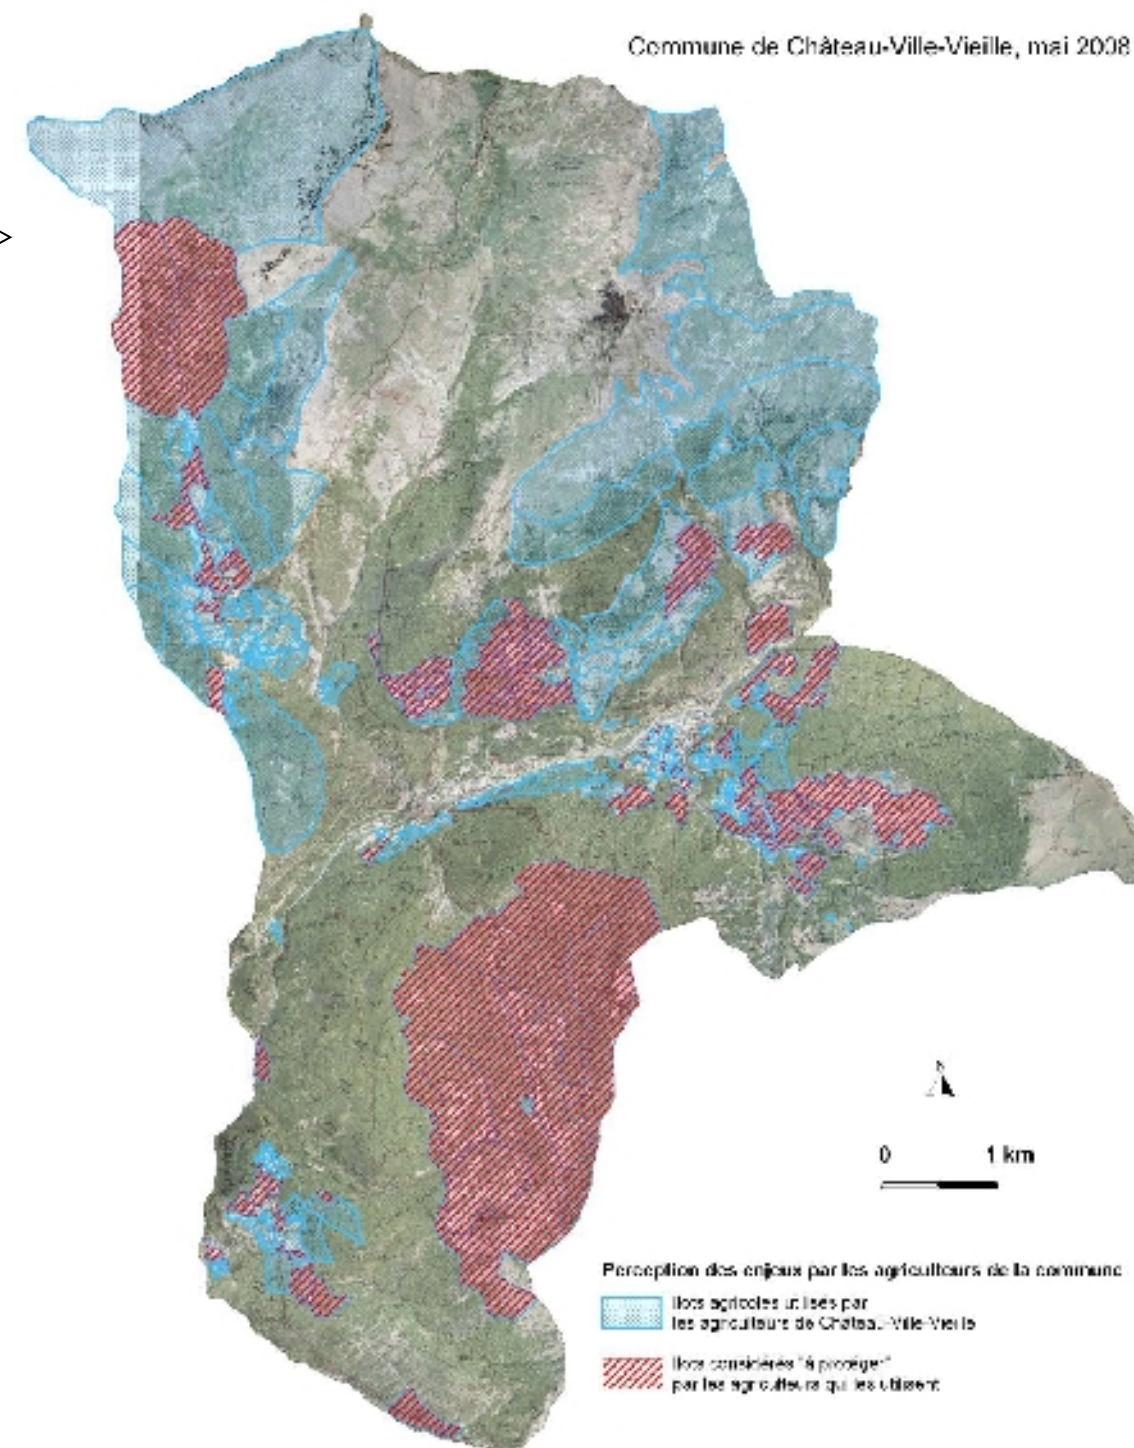 Commune de Château-Ville-Vieille, mai 2008
>
N
0 1 km
Perception des enjeux par les agriculteurs de la commune
Ilots agricoles utilisés par
les agriculteurs de Château-Ville-Vieille
Ilots considérés "à protéger"
par les agriculteurs qui les utilisent